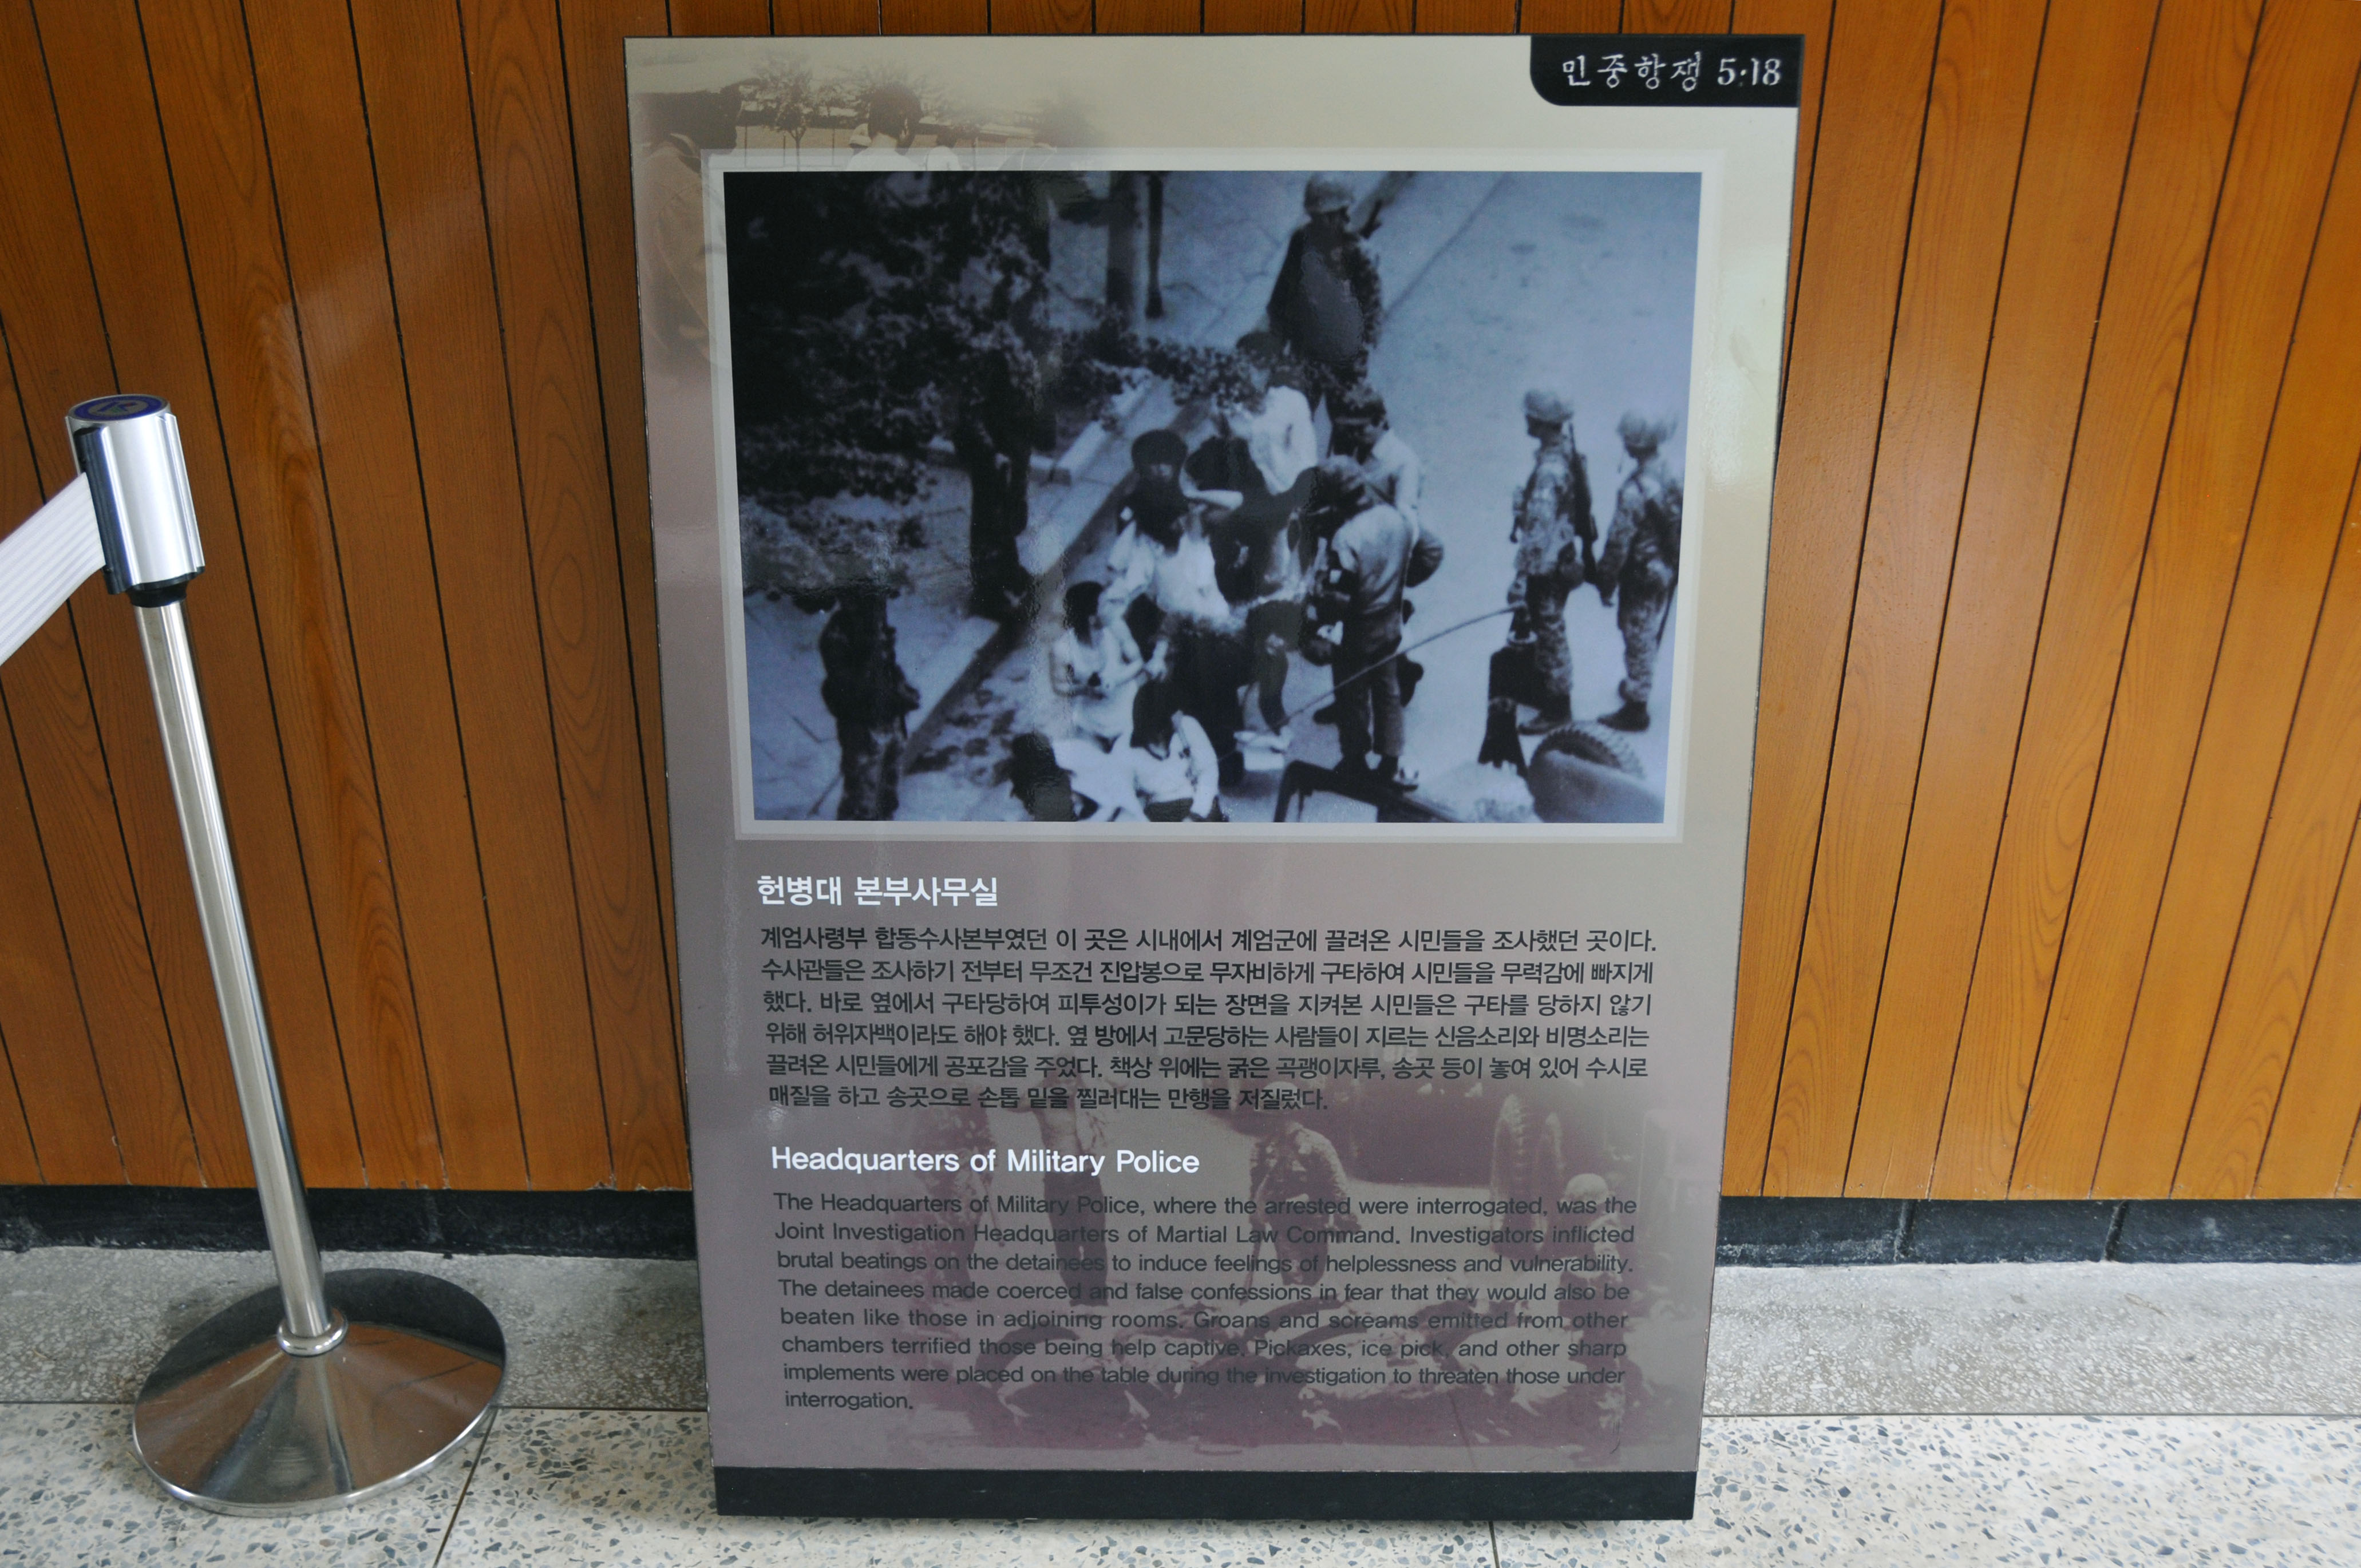 민중항쟁 5·18
헌병대 본부사무실
계엄사령부 합동수사본부였던 이 곳은 시내에서 계엄군에 끌려온 시민들을 조사했던 곳이다.
수사관들은 조사하기 전부터 무조건 진압봉으로 무자비하게 구타하여 시민들을 무력감에 빠지게
했다. 바로 옆에서 구타당하여 피투성이가 되는 장면을 지켜본 시민들은 구타를 당하지 않기
위해 허위자백이라도 해야 했다. 옆 방에서 고문당하는 사람들이 지르는 신음소리와 비명소리는
끌려온 시민들에게 공포감을 주었다. 책상 위에는 굵은 곡괭이자루, 송곳 등이 놓여 있어 수시로
매질을 하고 송곳으로 손톱 밑을 찔러대는 만행을 저질렀다.
Headquarters of Military Police
The Headquarters of Military Police, where the arrested were interrogated, was the
Joint Investigation Headquarters of Martial Law Command. Investigators inflicted
brutal beatings on the detainees to induce feelings of helplessness and vulnerability.
The detainees made coerced and false confessions in fear that they would also be
beaten like those in adjoining rooms. Groans and screams emitted from other
chambers terrified those being help captive. Pickaxes, ice pick, and other sharp
implements were placed on the table during the investigation to threaten those under
interrogation.